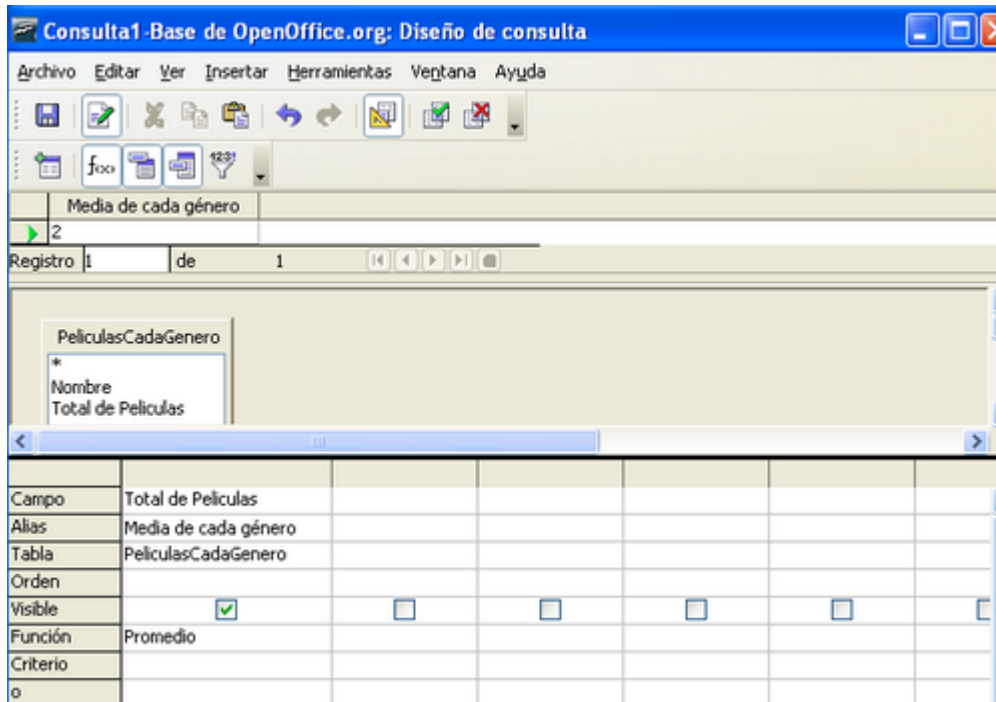 Consulta1-Base de OpenOffice.org: Diseño de consulta
Archivo Editar Ver Insertar Herramientas Ventana Ayuda
f(x) 123!
Media de cada género
2
Registro 1 de 1
PeliculasCadaGenero
*
Nombre
Total de Peliculas
Campo Total de Peliculas
Alias Media de cada género
Tabla PeliculasCadaGenero
Orden
Visible
Función Promedio
Criterio
o